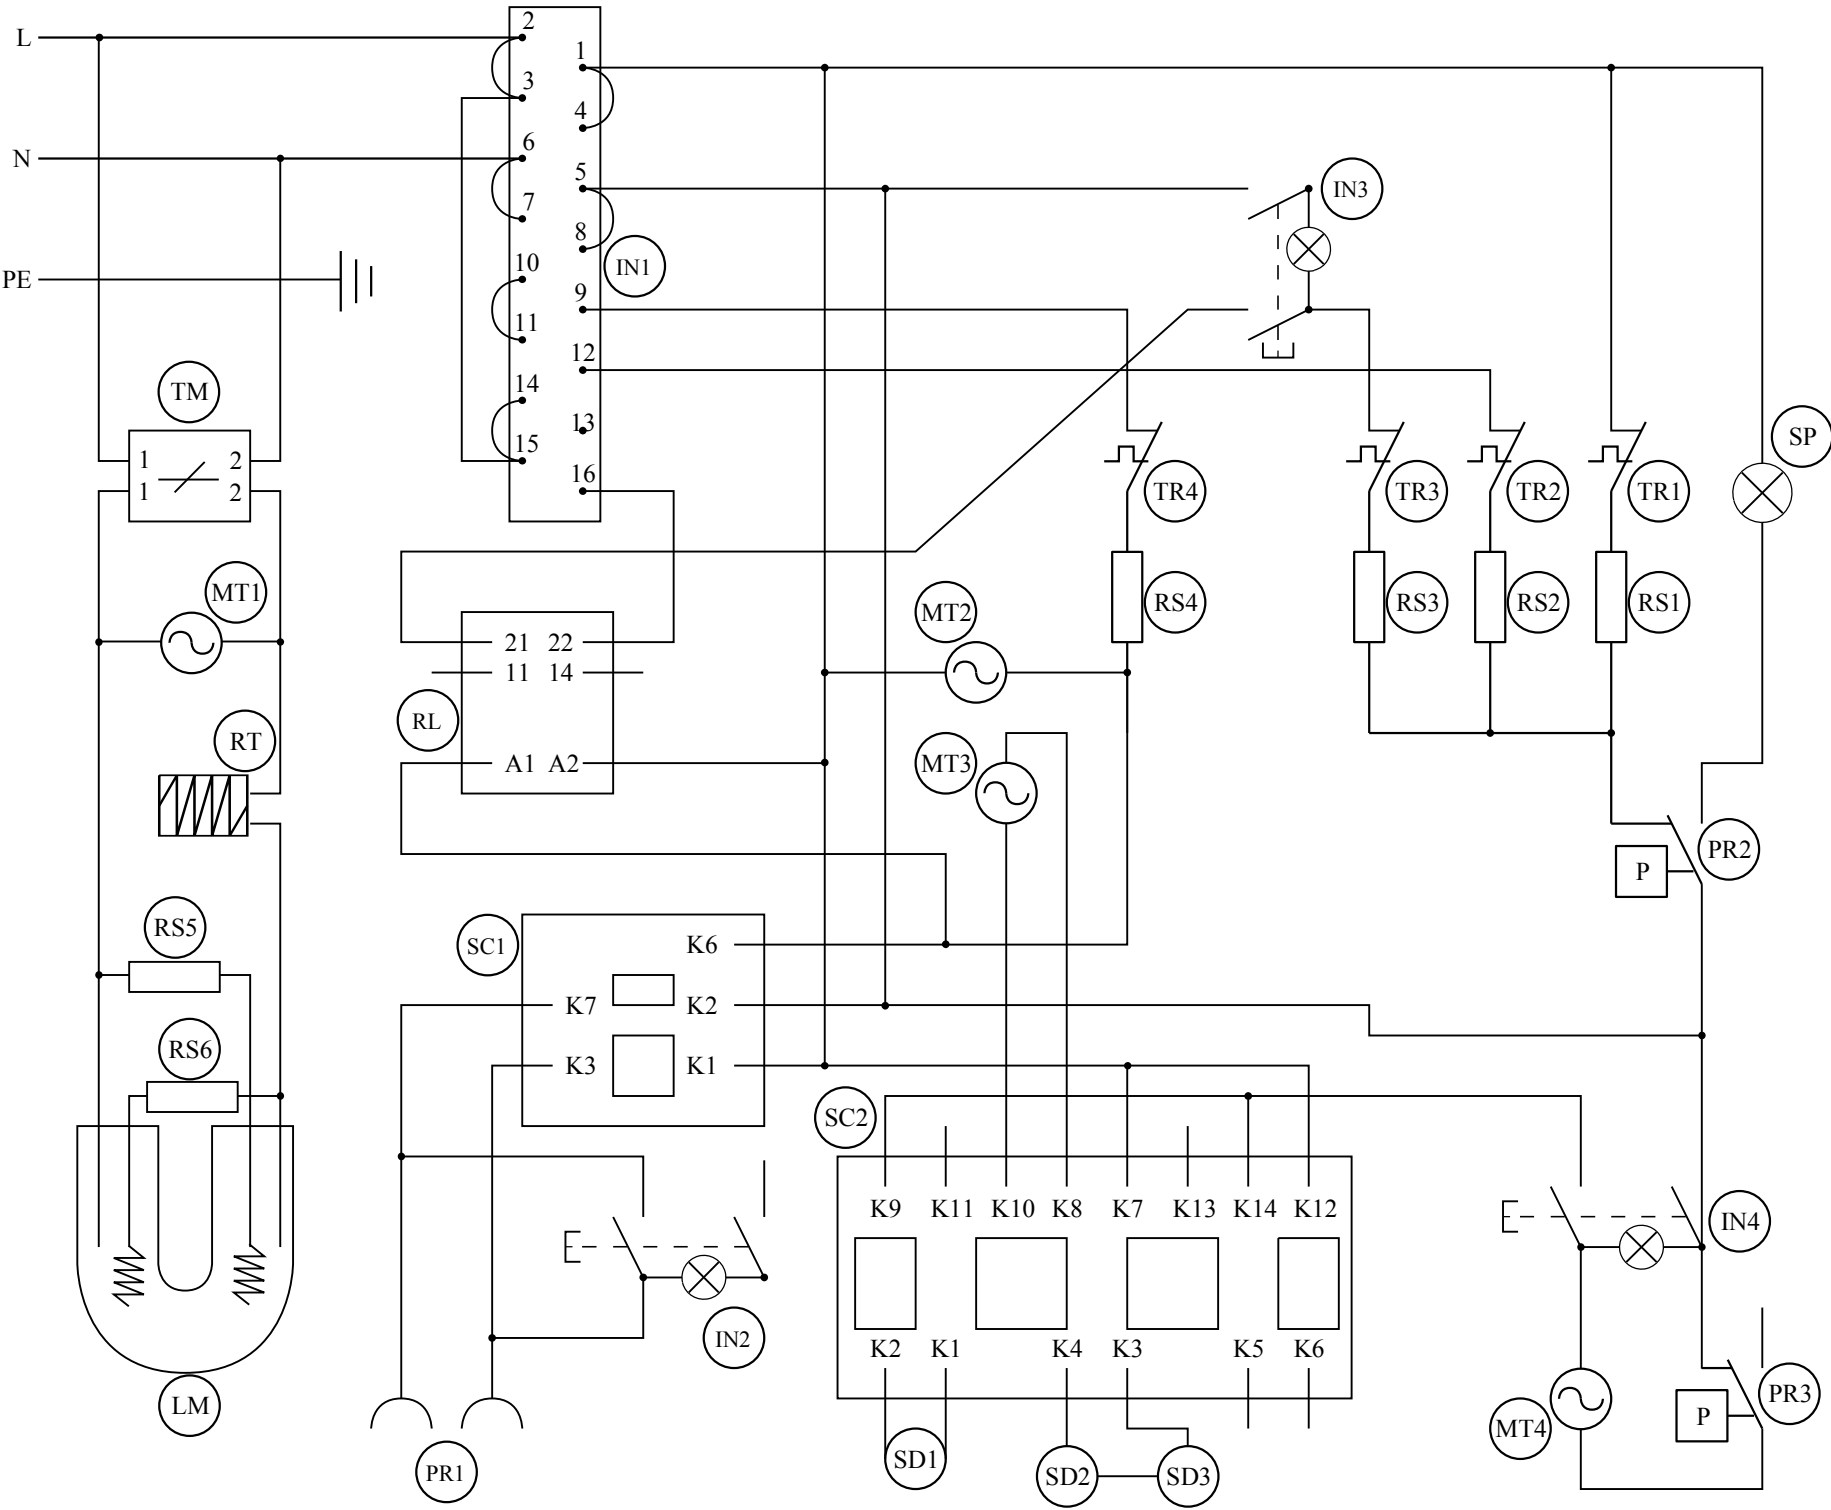 L
N
PE
2
1
3
4
6
5
7
8
10
9
11
12
14
13
15
16
IN1
IN3
TM
1 2
1 2
SP
TR4
TR3
TR2
TR1
MT1
MT2
RS4
RS3
RS2
RS1
21 22
11 14
RL
A1 A2
RT
MT3
PR2
P
RS5
SC1
K6
K7 K2
K3 K1
RS6
SC2
K9 K11 K10 K8 K7 K13 K14 K12
IN4
IN2
K2 K1 K4 K3 K5 K6
LM
PR1
SD1
SD2
SD3
MT4
P
PR3